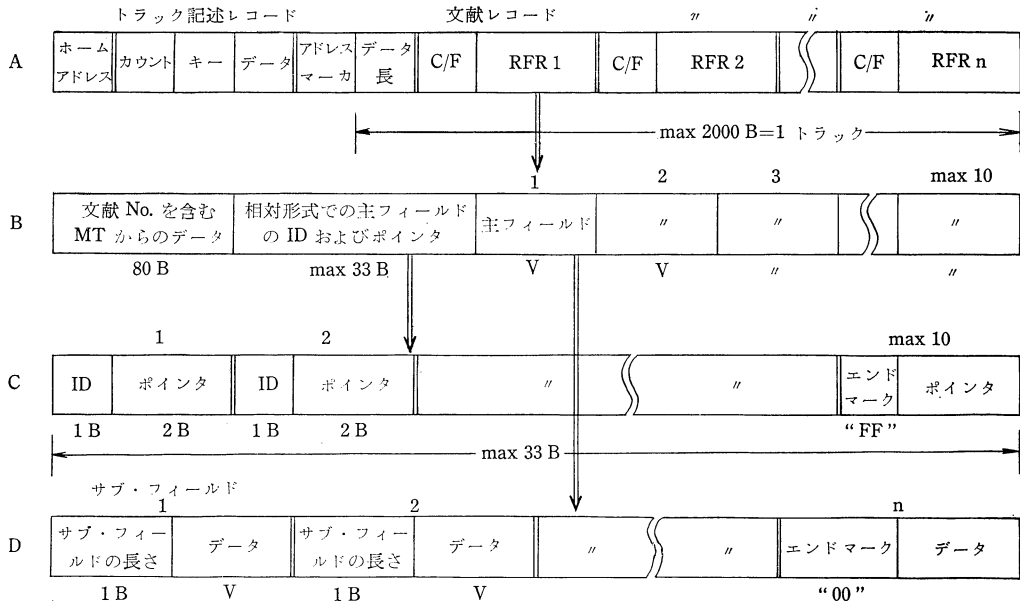 トラック記述レコード 文献レコード 〃 〃 〃
A ホームアドレス カウント キー データ アドレスマーカ データ長 C/F RFR 1 C/F RFR 2 C/F RFR n
max 2000 B=1 トラック
1 2 3 max 10
B 文献 No. を含む MT からのデータ 相対形式での主フィールドの ID およびポインタ 主フィールド 〃 〃 〃
80 B max 33 B V V 〃 〃
1 2 max 10
C ID ポインタ ID ポインタ 〃 〃 エンドマーク ポインタ
1 B 2 B 1 B 2 B "FF"
max 33 B
サブ・フィールド
1 2 n
D サブ・フィールドの長さ データ サブ・フィールドの長さ データ 〃 〃 エンドマーク データ
1 B V 1 B V "00"